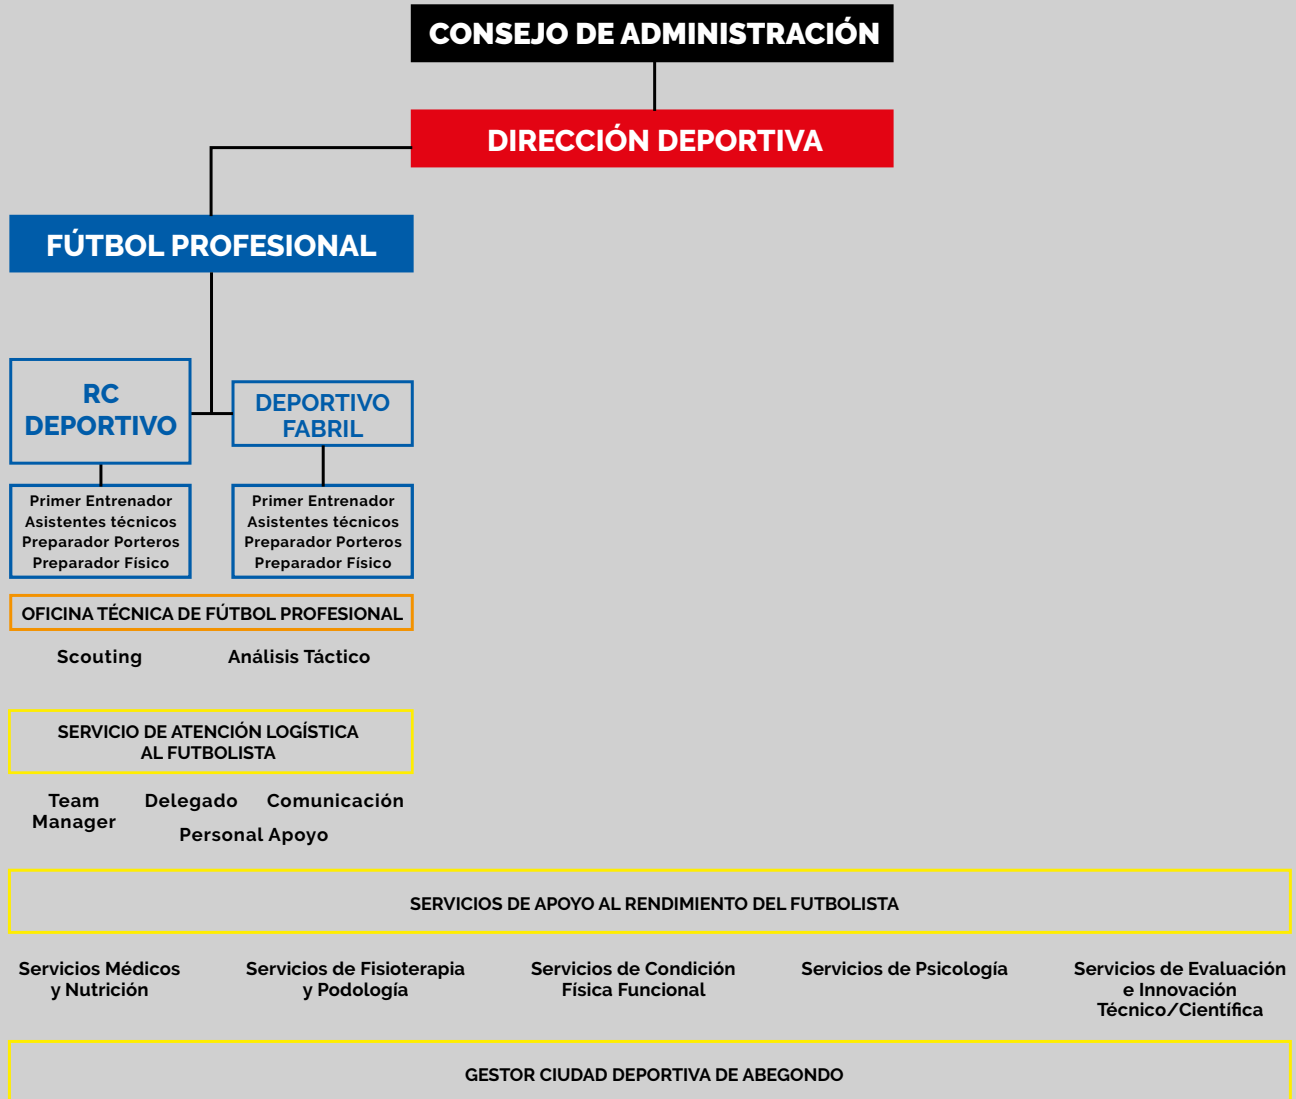 CONSEJO DE ADMINISTRACIÓN
DIRECCIÓN DEPORTIVA
FÚTBOL PROFESIONAL
RC
DEPORTIVO
DEPORTIVO
FABRIL
Primer Entrenador
Asistentes técnicos
Preparador Porteros
Preparador Físico
Primer Entrenador
Asistentes técnicos
Preparador Porteros
Preparador Físico
OFICINA TÉCNICA DE FÚTBOL PROFESIONAL
Scouting
Análisis Táctico
SERVICIO DE ATENCIÓN LOGÍSTICA
AL FUTBOLISTA
Team
Manager
Delegado
Comunicación
Personal Apoyo
SERVICIOS DE APOYO AL RENDIMIENTO DEL FUTBOLISTA
Servicios Médicos
y Nutrición
Servicios de Fisioterapia
y Podología
Servicios de Condición
Física Funcional
Servicios de Psicología
Servicios de Evaluación
e Innovación
Técnico/Científica
GESTOR CIUDAD DEPORTIVA DE ABEGONDO